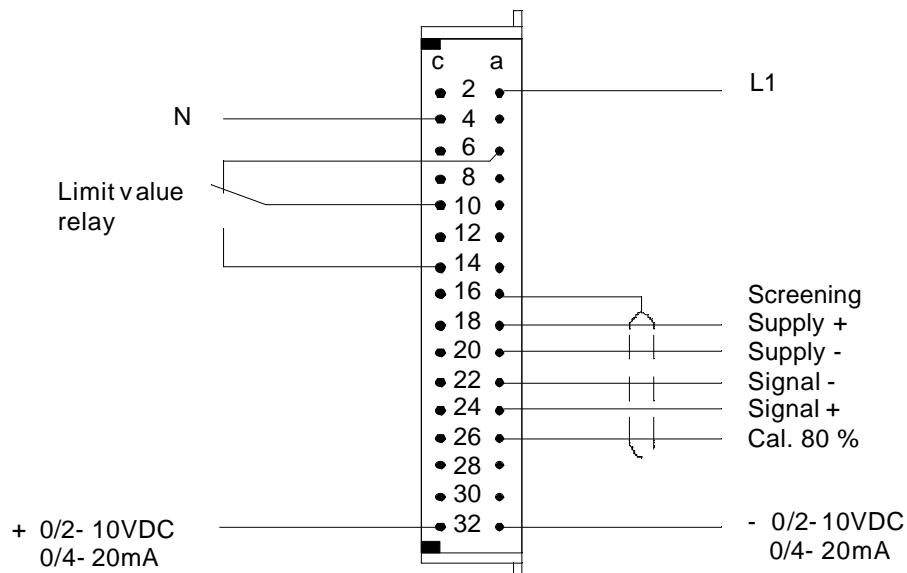 c a
2
L1
N
4
6
8
Limit value
relay
10
12
14
16
Screening
18
Supply +
20
Supply -
22
Signal -
24
Signal +
26
Cal. 80 %
28
30
32
+ 0/2- 10VDC
0/4- 20mA
- 0/2- 10VDC
0/4- 20mA